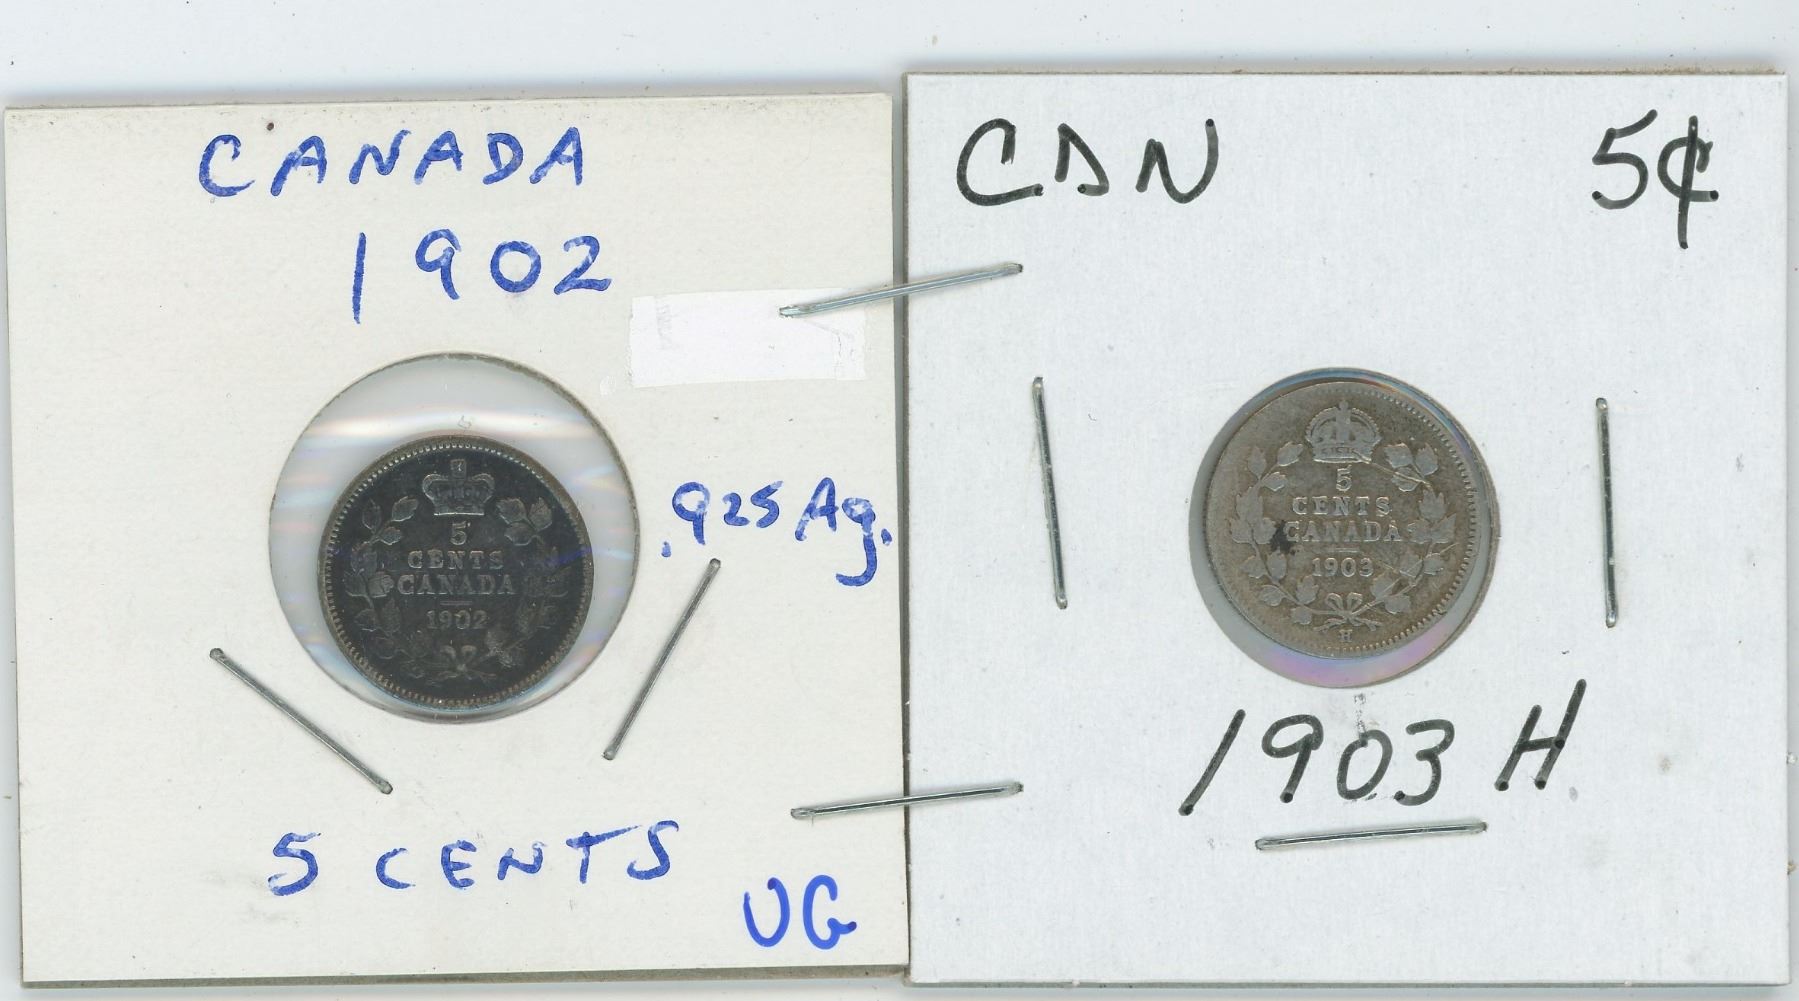 CANADA
1902
5
CENTS
CANADA
1902
.925 Ag.
5 CENTS
VG
CDN 5¢
5
CENTS
CANADA
1903
H
1903 H